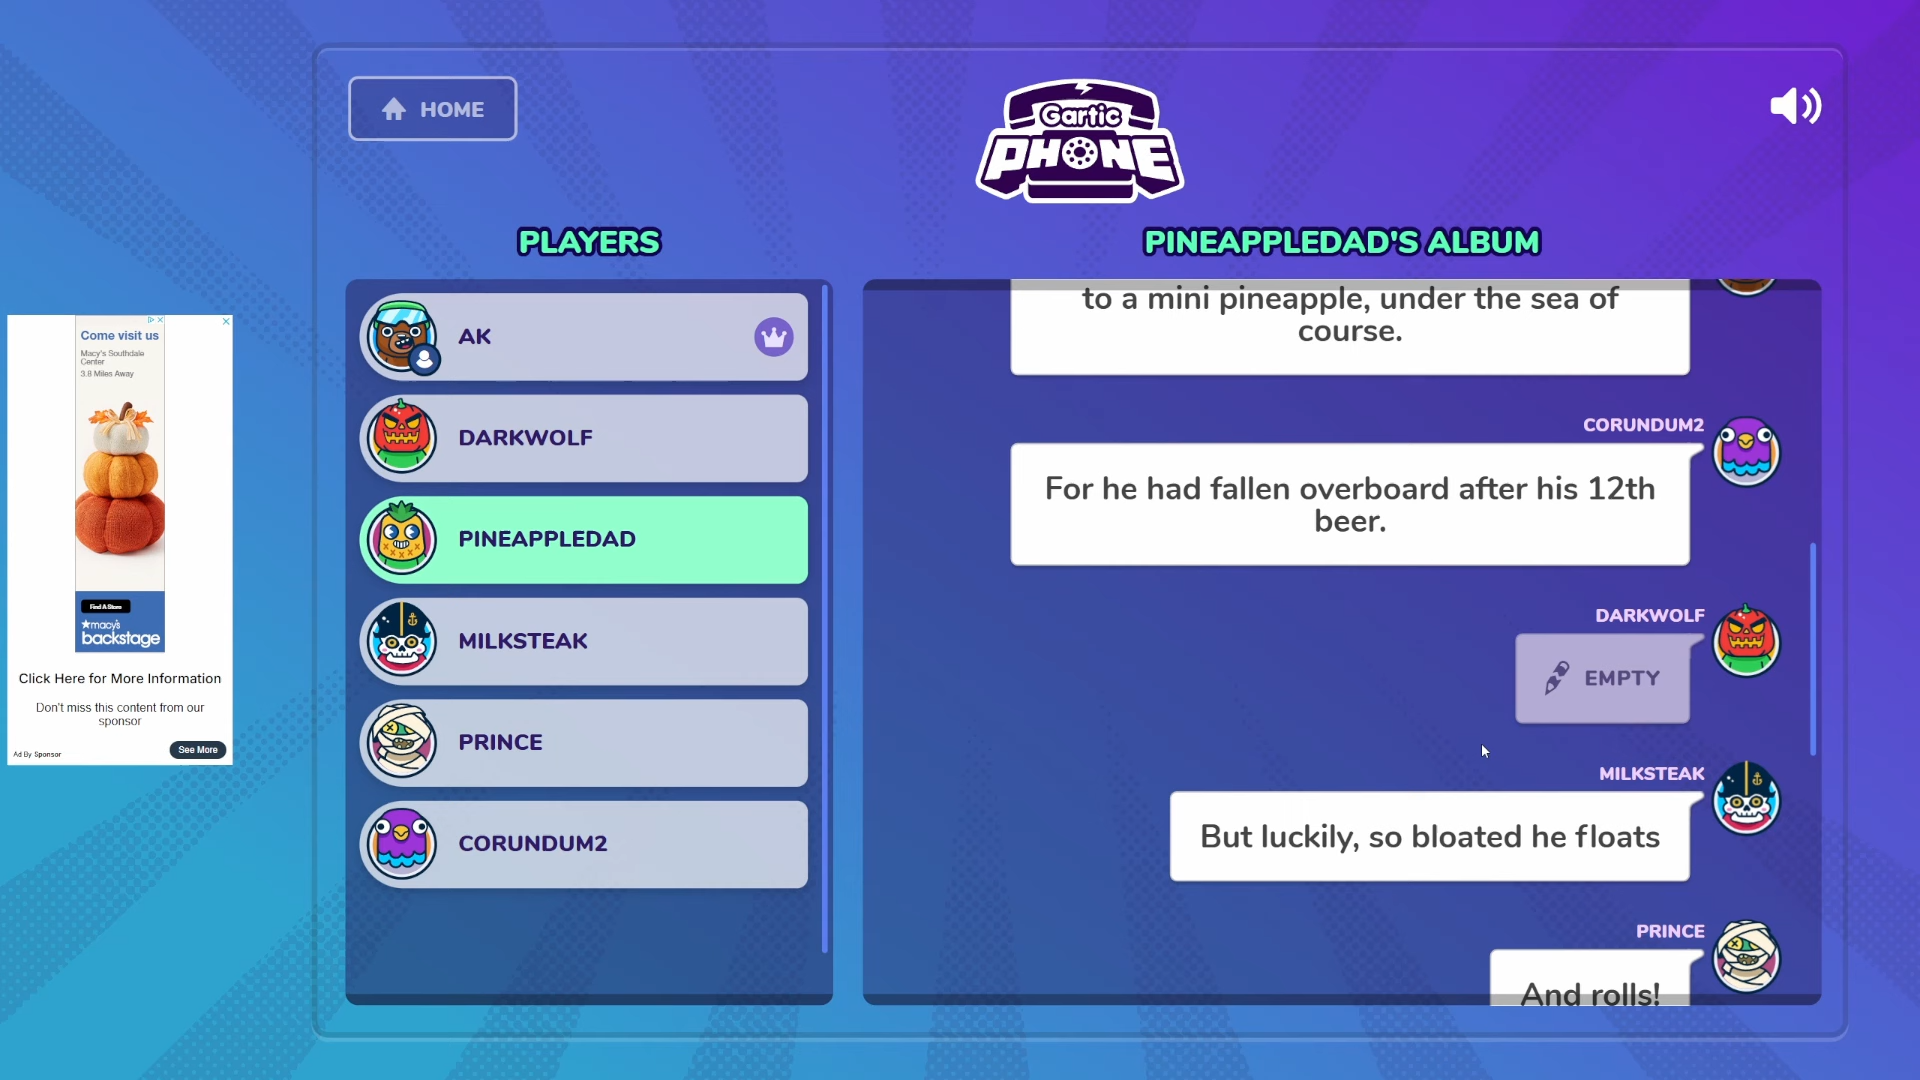 HOME
Gartic
PHONE
PLAYERS
AK
DARKWOLF
PINEAPPLEDAD
MILKSTEAK
PRINCE
CORUNDUM2
PINEAPPLEDAD'S ALBUM
to a mini pineapple, under the sea of
course.
CORUNDUM2
For he had fallen overboard after his 12th
beer.
DARKWOLF
EMPTY
MILKSTEAK
But luckily, so bloated he floats
PRINCE
And rolls!
Come visit us
Macy's Southdale
Center
3.8 Miles Away
Find A Store
macy's
backstage
Click Here for More Information
Don't miss this content from our
sponsor
Ad By Sponsor
See More